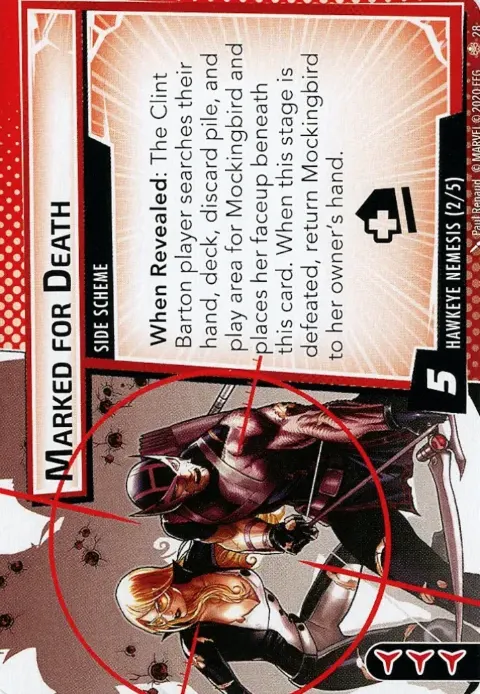 MARKED FOR DEATH
SIDE SCHEME
When Revealed: The Clint
Barton player searches their
hand, deck, discard pile, and
play area for Mockingbird and
places her faceup beneath
this card. When this stage is
defeated, return Mockingbird
to her owner's hand.
5
HAWKEYE NEMESIS (2/5)
Paul Renaud © MARVEL © 2020 FFG
28